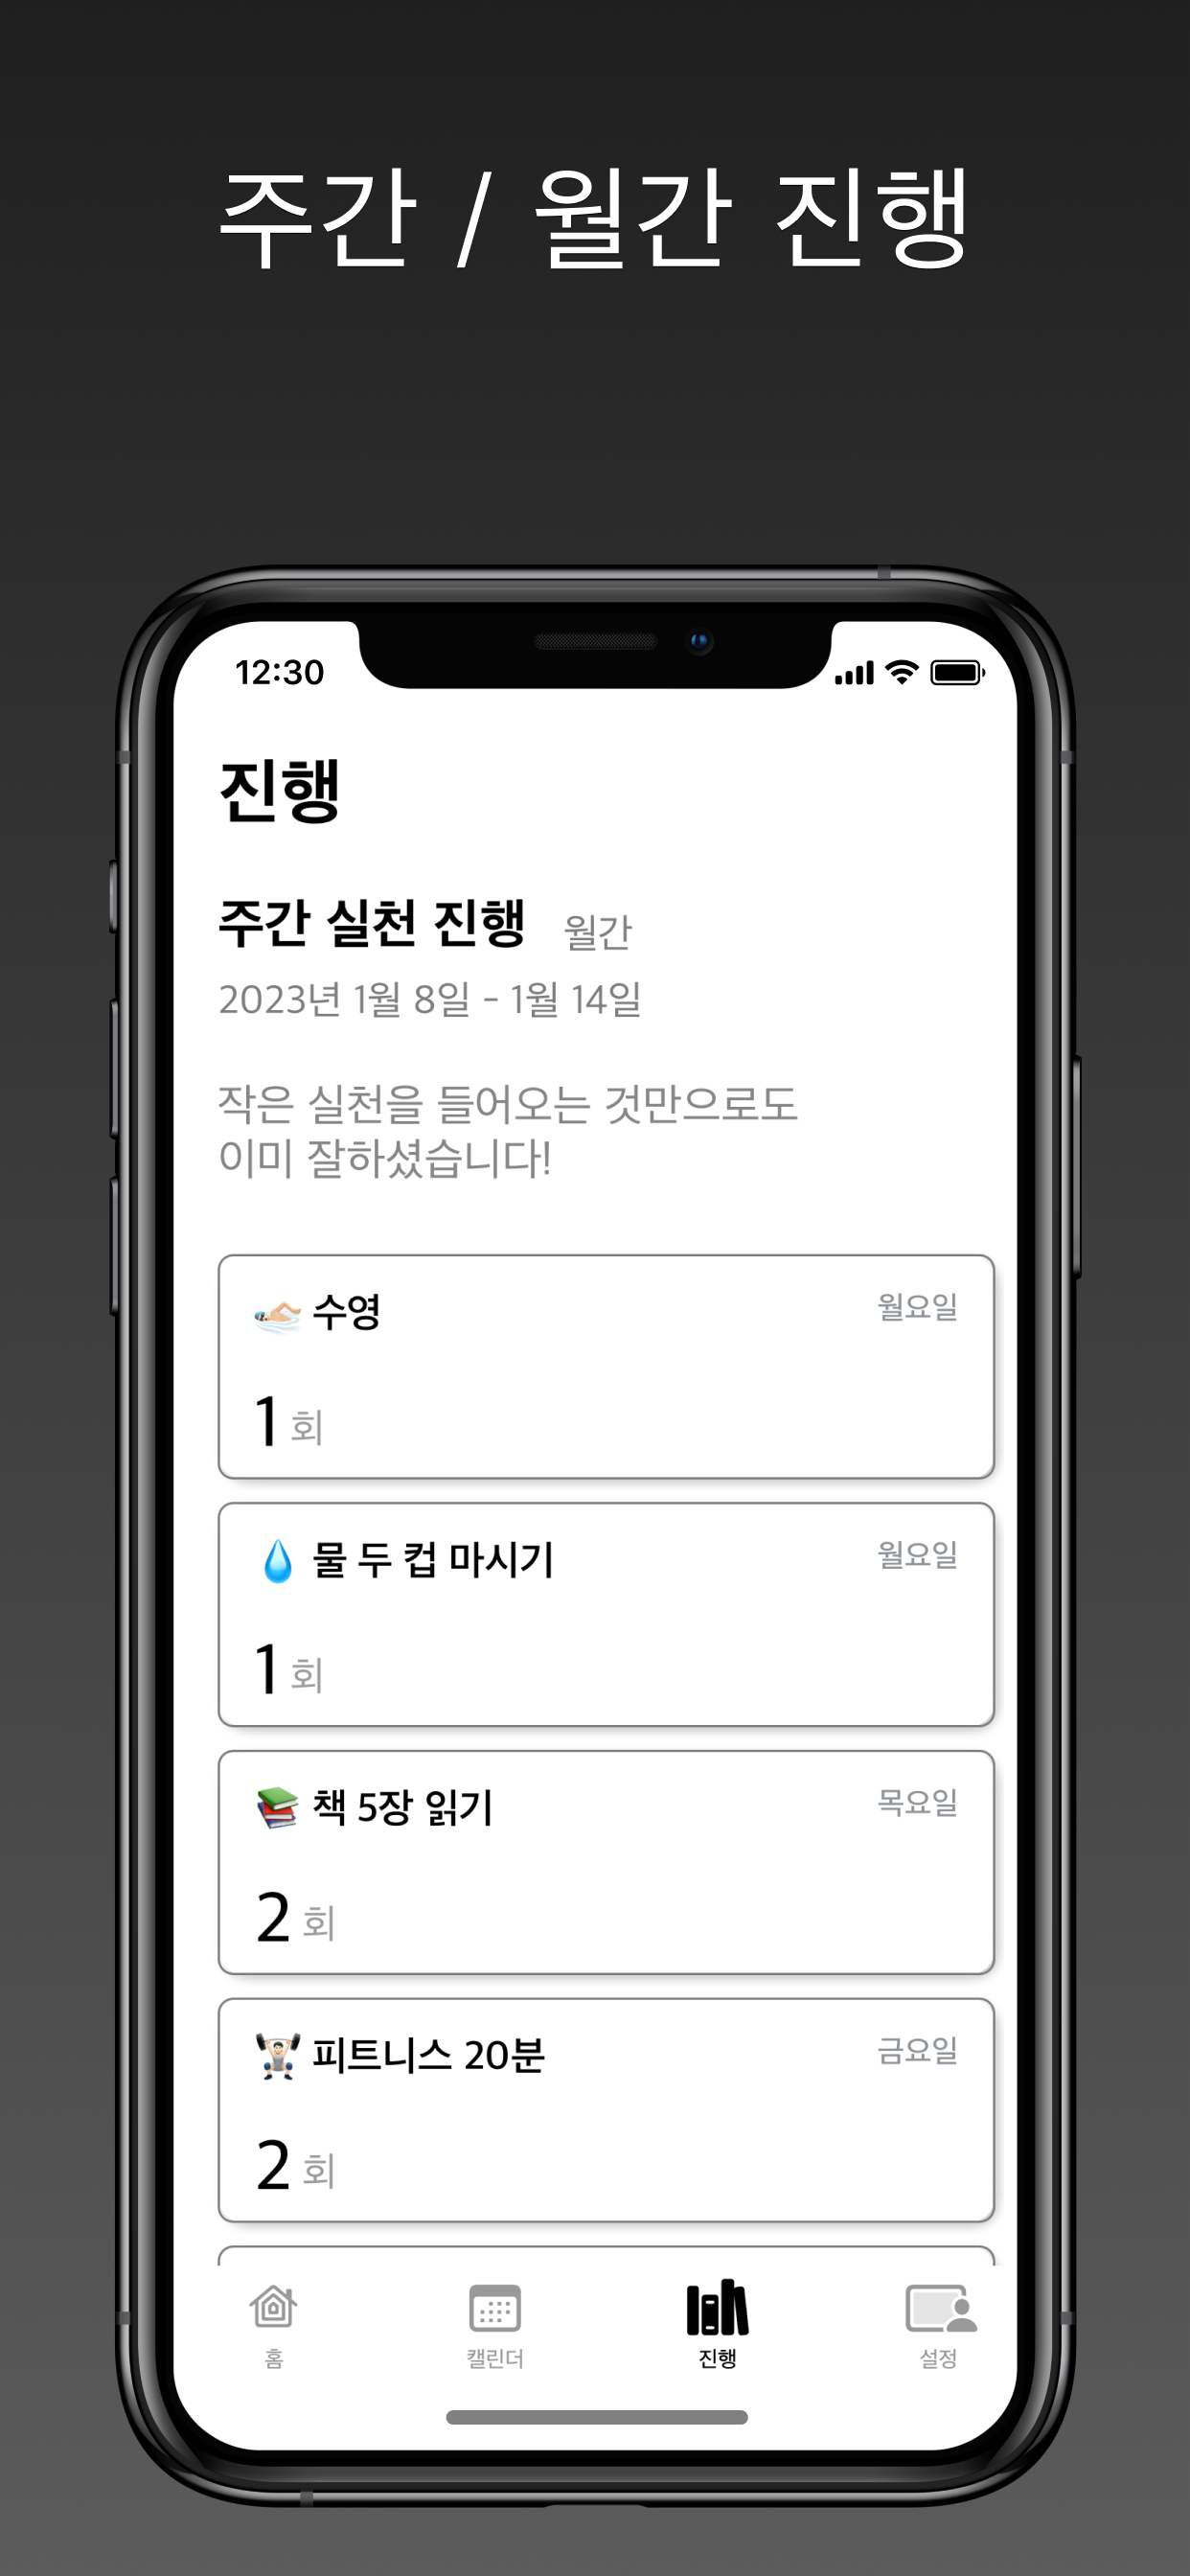 주간 / 월간 진행
12:30
진행
주간 실천 진행 월간
2023년 1월 8일 - 1월 14일
작은 실천을 들어오는 것만으로도
이미 잘하셨습니다!
수영 월요일
1 회
물 두 컵 마시기 월요일
1 회
책 5장 읽기 목요일
2 회
피트니스 20분 금요일
2 회
홈 캘린더 진행 설정